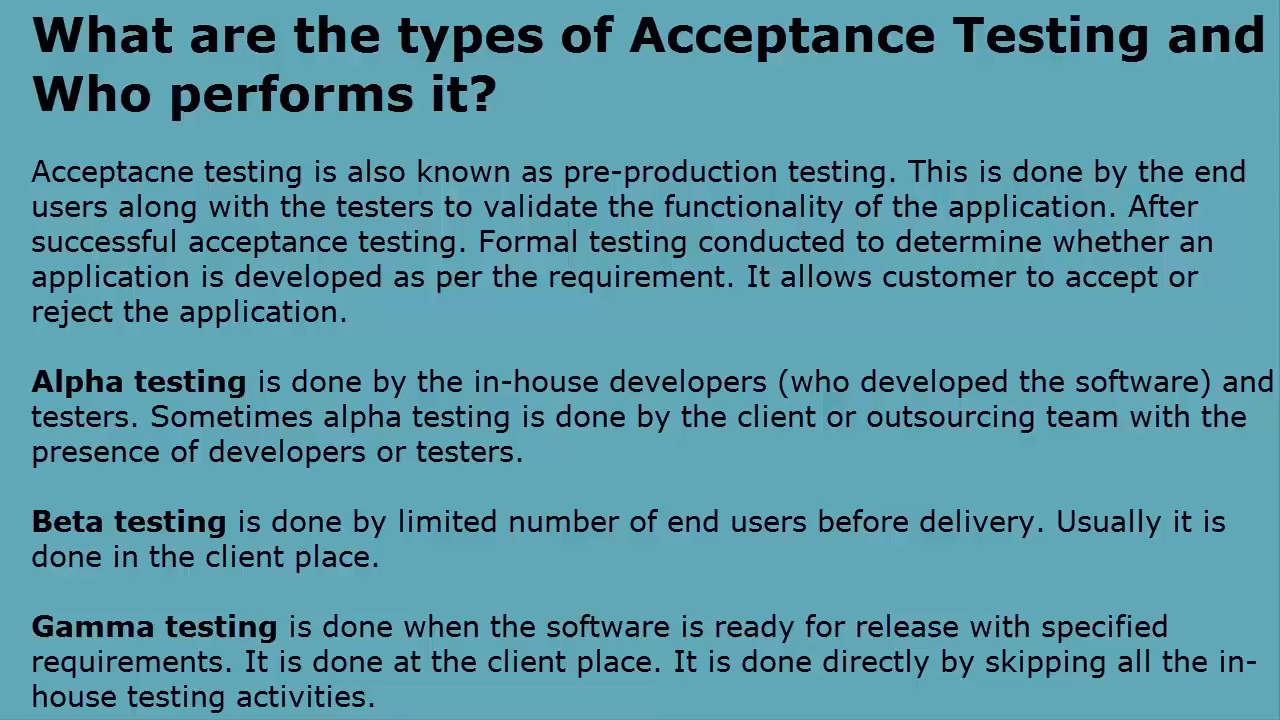 What are the types of Acceptance Testing and
Who performs it?
Acceptacne testing is also known as pre-production testing. This is done by the end
users along with the testers to validate the functionality of the application. After
successful acceptance testing. Formal testing conducted to determine whether an
application is developed as per the requirement. It allows customer to accept or
reject the application.
Alpha testing is done by the in-house developers (who developed the software) and
testers. Sometimes alpha testing is done by the client or outsourcing team with the
presence of developers or testers.
Beta testing is done by limited number of end users before delivery. Usually it is
done in the client place.
Gamma testing is done when the software is ready for release with specified
requirements. It is done at the client place. It is done directly by skipping all the in-
house testing activities.